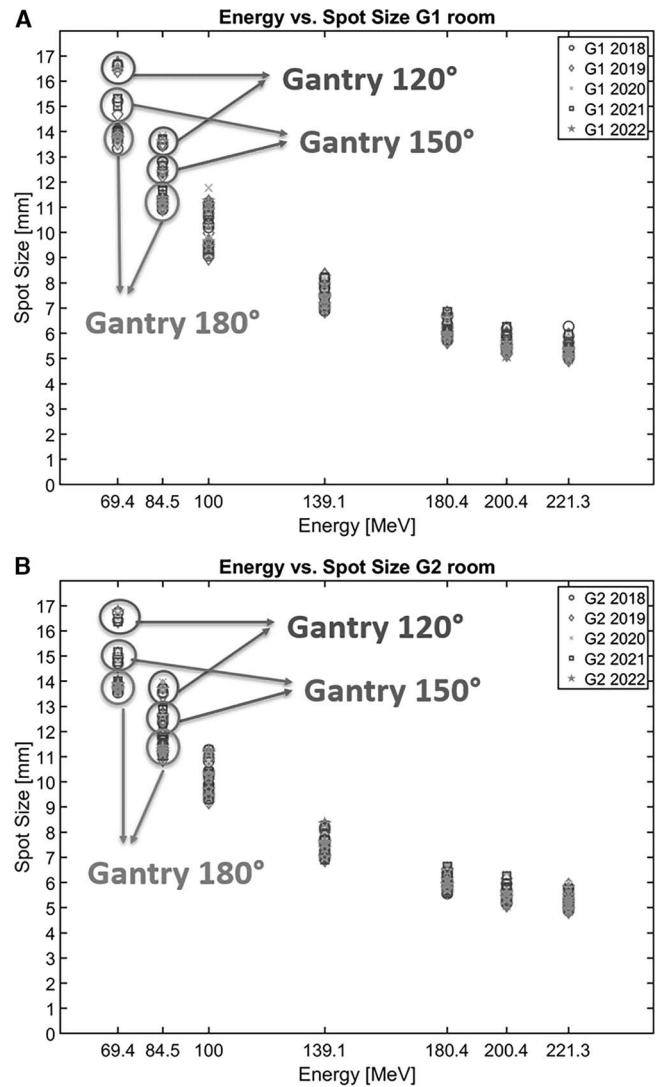 A
Energy vs. Spot Size G1 room
17
16
15
14
13
12
11
10
9
8
7
6
5
4
3
2
1
0
Spot Size [mm]
G1 2018
G1 2019
G1 2020
G1 2021
G1 2022
Gantry 120°
Gantry 150°
Gantry 180°
69.4 84.5 100 139.1 180.4 200.4 221.3
Energy [MeV]
B
Energy vs. Spot Size G2 room
17
16
15
14
13
12
11
10
9
8
7
6
5
4
3
2
1
0
Spot Size [mm]
G2 2018
G2 2019
G2 2020
G2 2021
G2 2022
Gantry 120°
Gantry 150°
Gantry 180°
69.4 84.5 100 139.1 180.4 200.4 221.3
Energy [MeV]